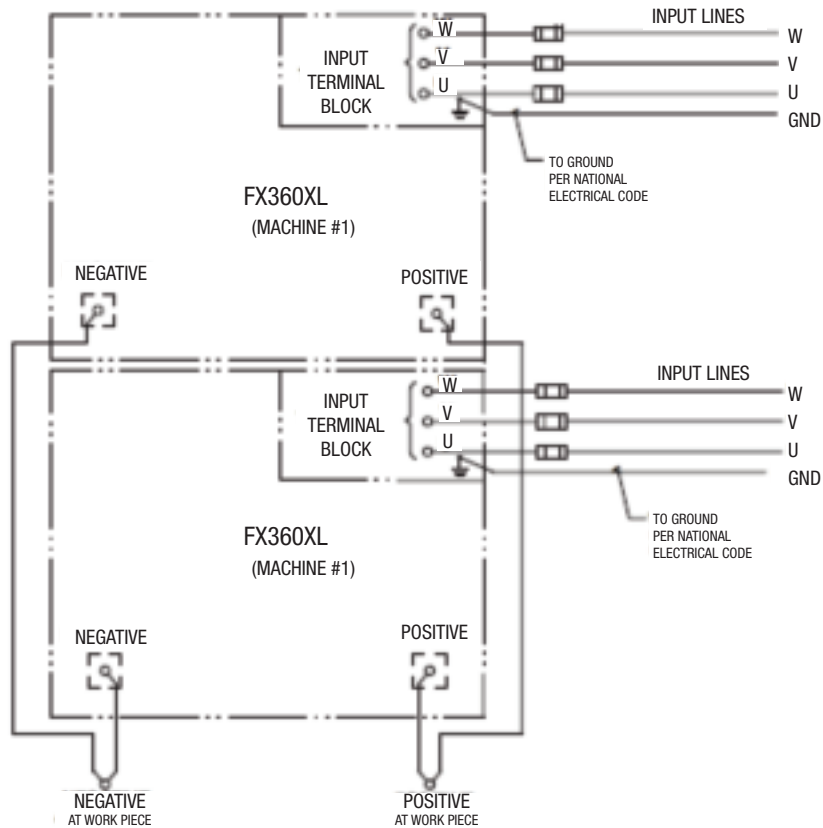 INPUT LINES
W
W
INPUT
TERMINAL
BLOCK
V
V
U
U
GND
TO GROUND
PER NATIONAL
ELECTRICAL CODE
FX360XL
(MACHINE #1)
NEGATIVE
POSITIVE
INPUT LINES
W
W
INPUT
TERMINAL
BLOCK
V
V
U
U
GND
TO GROUND
PER NATIONAL
ELECTRICAL CODE
FX360XL
(MACHINE #1)
NEGATIVE
POSITIVE
NEGATIVE
AT WORK PIECE
POSITIVE
AT WORK PIECE